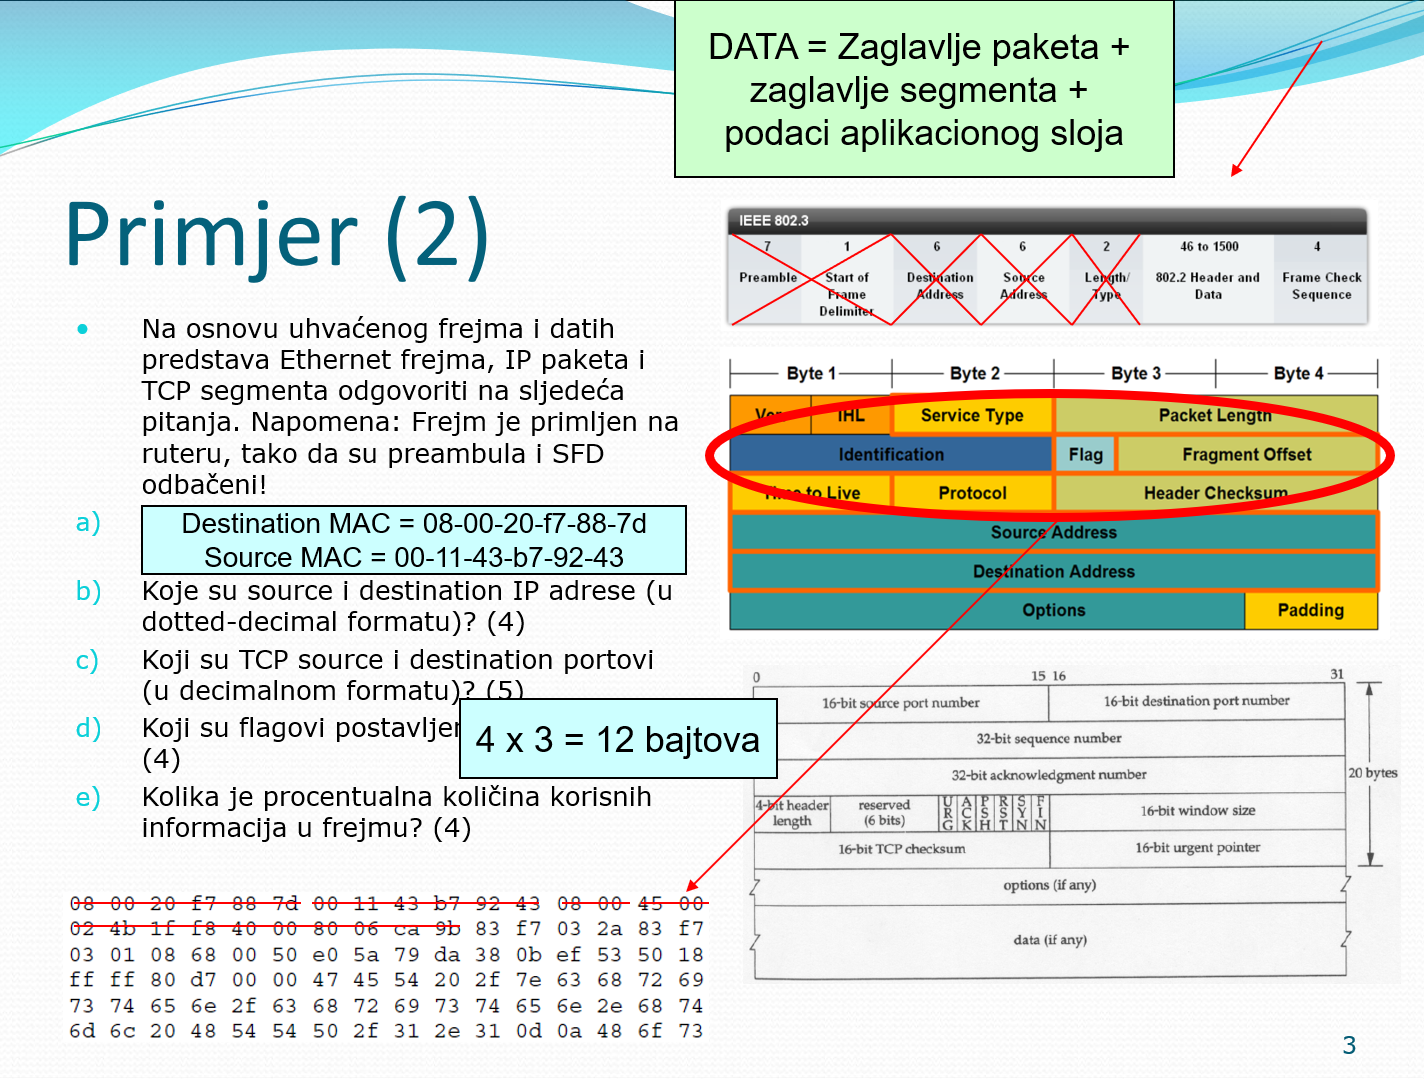 DATA = Zaglavlje paketa +
zaglavlje segmenta +
podaci aplikacionog sloja
Primjer (2)
Na osnovu uhvaćenog frejma i datih
predstava Ethernet frejma, IP paketa i
TCP segmenta odgovoriti na sljedeća
pitanja. Napomena: Frejm je primljen na
ruteru, tako da su preambula i SFD
odbačeni!
a) Destination MAC = 08-00-20-f7-88-7d
Source MAC = 00-11-43-b7-92-43
b) Koje su source i destination IP adrese (u
dotted-decimal formatu)? (4)
c) Koji su TCP source i destination portovi
(u decimalnom formatu)? (5)
d) Koji su flagovi postavljen
(4)
4 x 3 = 12 bajtova
e) Kolika je procentualna količina korisnih
informacija u frejmu? (4)
08 00 20 f7 88 7d 00 11 43 b7 92 43 08 00 45 00
02 4b 1f f8 40 00 80 06 ca 9b 83 f7 03 2a 83 f7
03 01 08 68 00 50 e0 5a 79 da 38 0b ef 53 50 18
ff ff 80 d7 00 00 47 45 54 20 2f 7e 63 68 72 69
73 74 65 6e 2f 63 68 72 69 73 74 65 6e 2e 68 74
6d 6c 20 48 54 54 50 2f 31 2e 31 0d 0a 48 6f 73
IEEE 802.3
7 1 6 6 2 46 to 1500 4
Preamble Start of Destination Source Length/ 802.2 Header and Frame Check
Frame Address Address Type Data Sequence
Delimiter
Byte 1 Byte 2 Byte 3 Byte 4
IHL Service Type Packet Length
Identification Flag Fragment Offset
Time to Live Protocol Header Checksum
Source Address
Destination Address
Options Padding
0 15 16 31
16-bit source port number 16-bit destination port number
32-bit sequence number
32-bit acknowledgment number
20 bytes
4-bit header reserved URG ACK PSH RST SYN FIN 16-bit window size
length (6 bits)
16-bit TCP checksum 16-bit urgent pointer
options (if any)
data (if any)
3